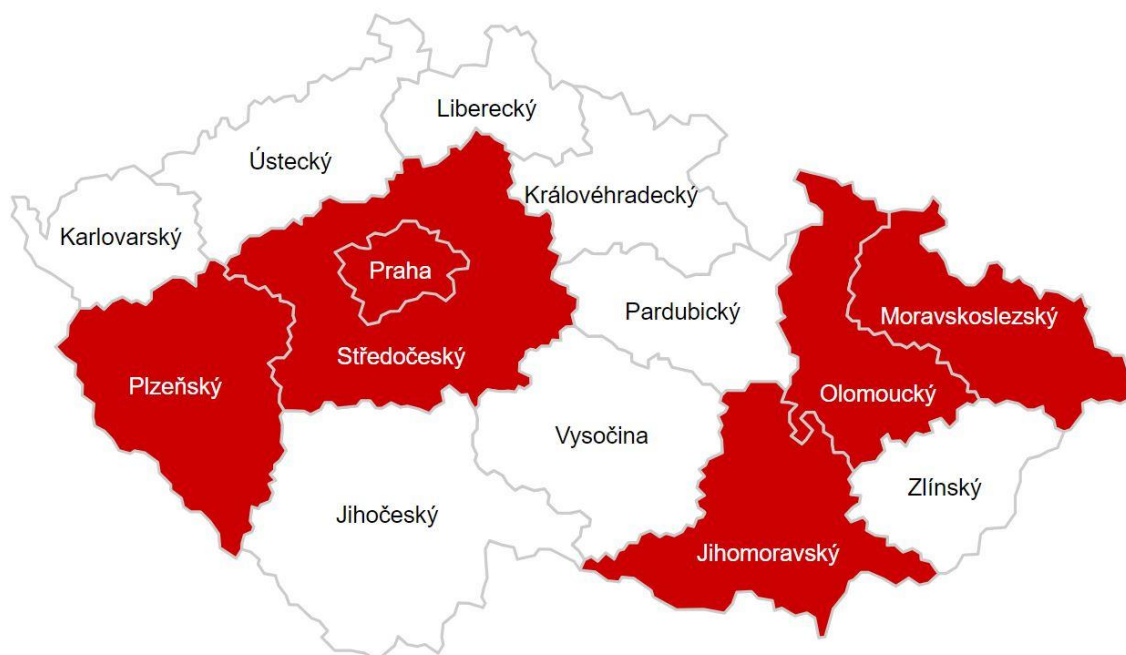 Liberecký
Ústecký
Královéhradecký
Karlovarský
Praha
Pardubický
Moravskoslezský
Středočeský
Plzeňský
Olomoucký
Vysočina
Zlínský
Jihočeský
Jihomoravský